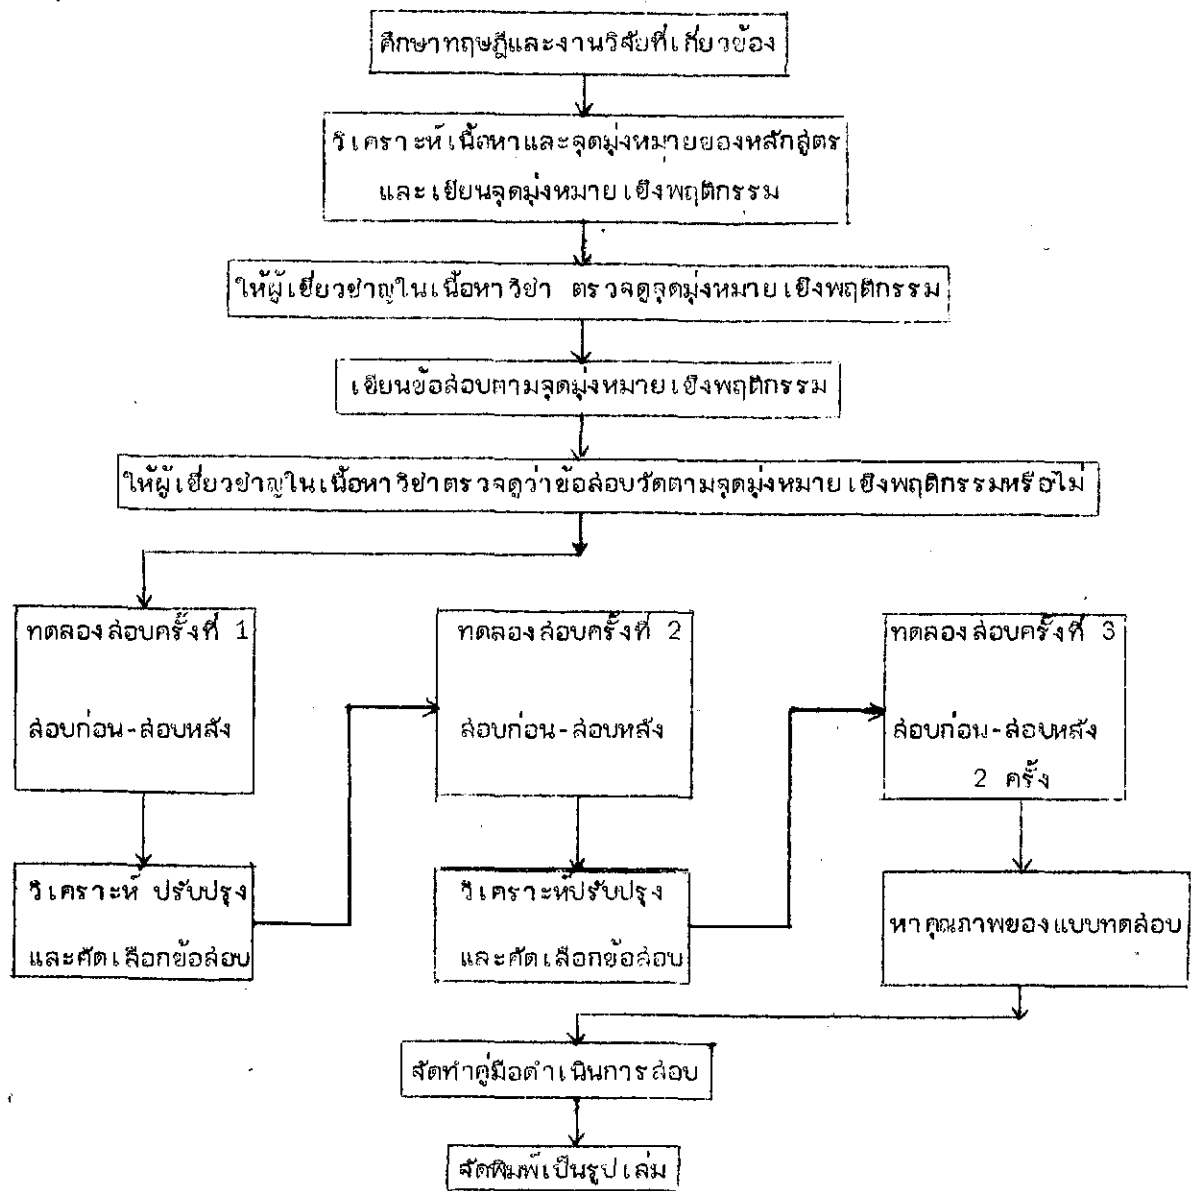 ศึกษาทฤษฎีและงานวิจัยที่เกี่ยวข้อง
วิเคราะห์เนื้อหาและจุดมุ่งหมายของหลักสูตร
และเขียนจุดมุ่งหมายเชิงพฤติกรรม
ให้ผู้เชี่ยวชาญในเนื้อหาวิชา ตรวจดูจุดมุ่งหมายเชิงพฤติกรรม
เขียนข้อสอบตามจุดมุ่งหมายเชิงพฤติกรรม
ให้ผู้เชี่ยวชาญในเนื้อหาวิชาตรวจดูว่าข้อสอบวัดตามจุดมุ่งหมายเชิงพฤติกรรมหรือไม่
ทดลองสอบครั้งที่ 1
สอบก่อน-สอบหลัง
วิเคราะห์ ปรับปรุง
และคัดเลือกข้อสอบ
ทดลองสอบครั้งที่ 2
สอบก่อน-สอบหลัง
วิเคราะห์ปรับปรุง
และคัดเลือกข้อสอบ
ทดลองสอบครั้งที่ 3
สอบก่อน-สอบหลัง
2 ครั้ง
หาคุณภาพของแบบทดสอบ
จัดทำคู่มือดำเนินการสอบ
จัดพิมพ์เป็นรูปเล่ม